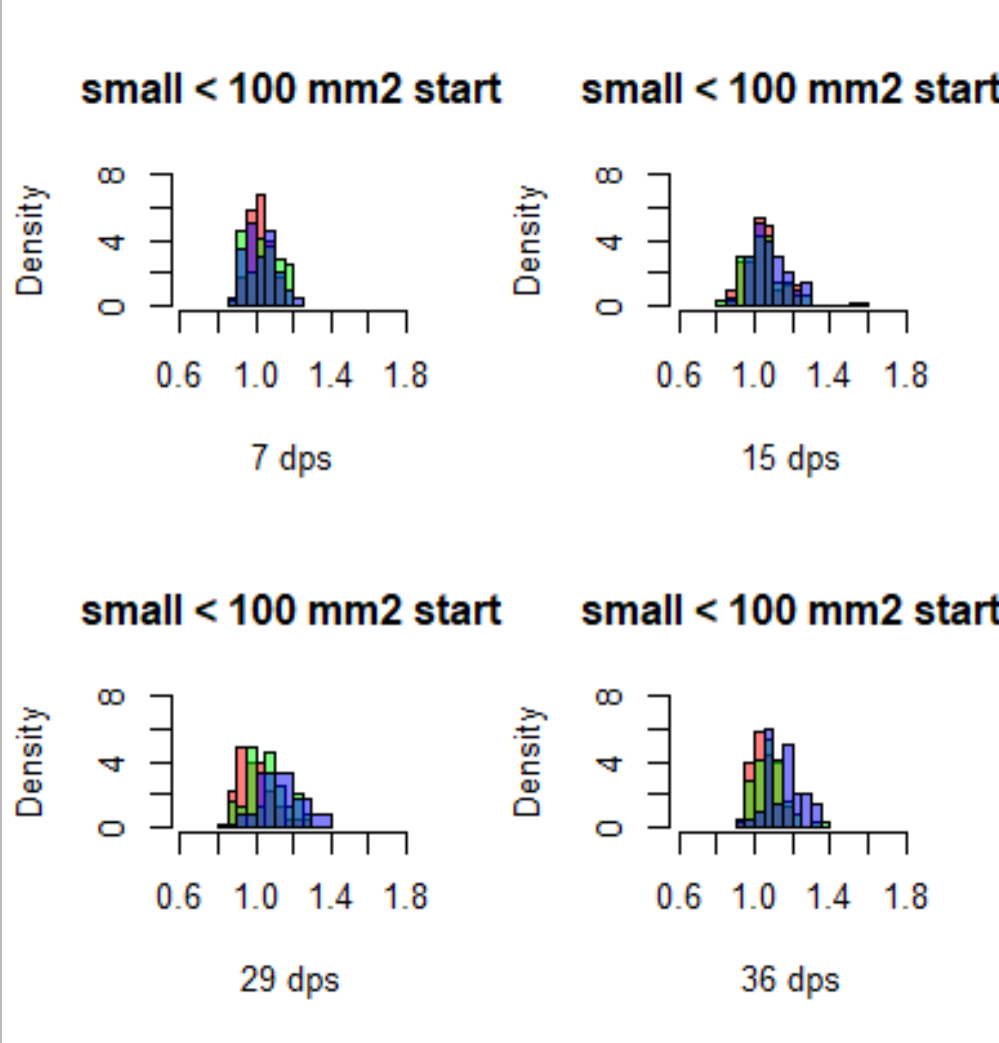 small < 100 mm2 start
Density
0 4 8
0.6 1.0 1.4 1.8
7 dps
small < 100 mm2 start
Density
0 4 8
0.6 1.0 1.4 1.8
15 dps
small < 100 mm2 start
Density
0 4 8
0.6 1.0 1.4 1.8
29 dps
small < 100 mm2 start
Density
0 4 8
0.6 1.0 1.4 1.8
36 dps